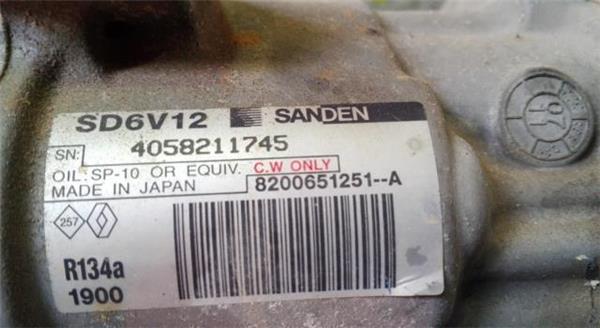 SD6V12 SANDEN
SN: 4058211745
OIL:SP-10 OR EQUIV. C.W ONLY
MADE IN JAPAN 8200651251--A
257
R134a
1900